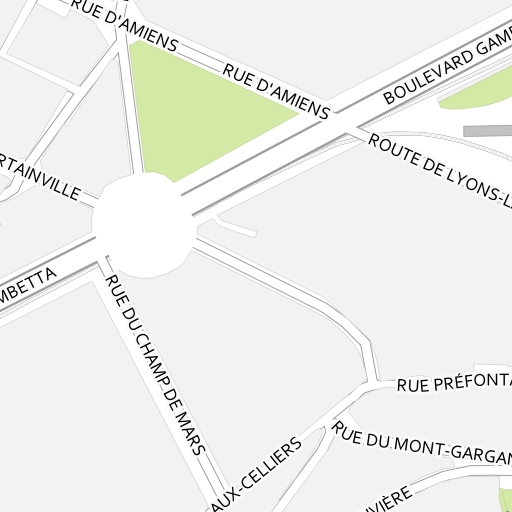 RUE D'AMIENS
RUE D'AMIENS
BOULEVARD GAMB
ROUTE DE LYONS-L
RTAINVILLE
MBETTA
RUE DU CHAMP DE MARS
RUE PRÉFONTA
RUE DU MONT-GARGAN
AUX-CELLIERS
VIÈRE